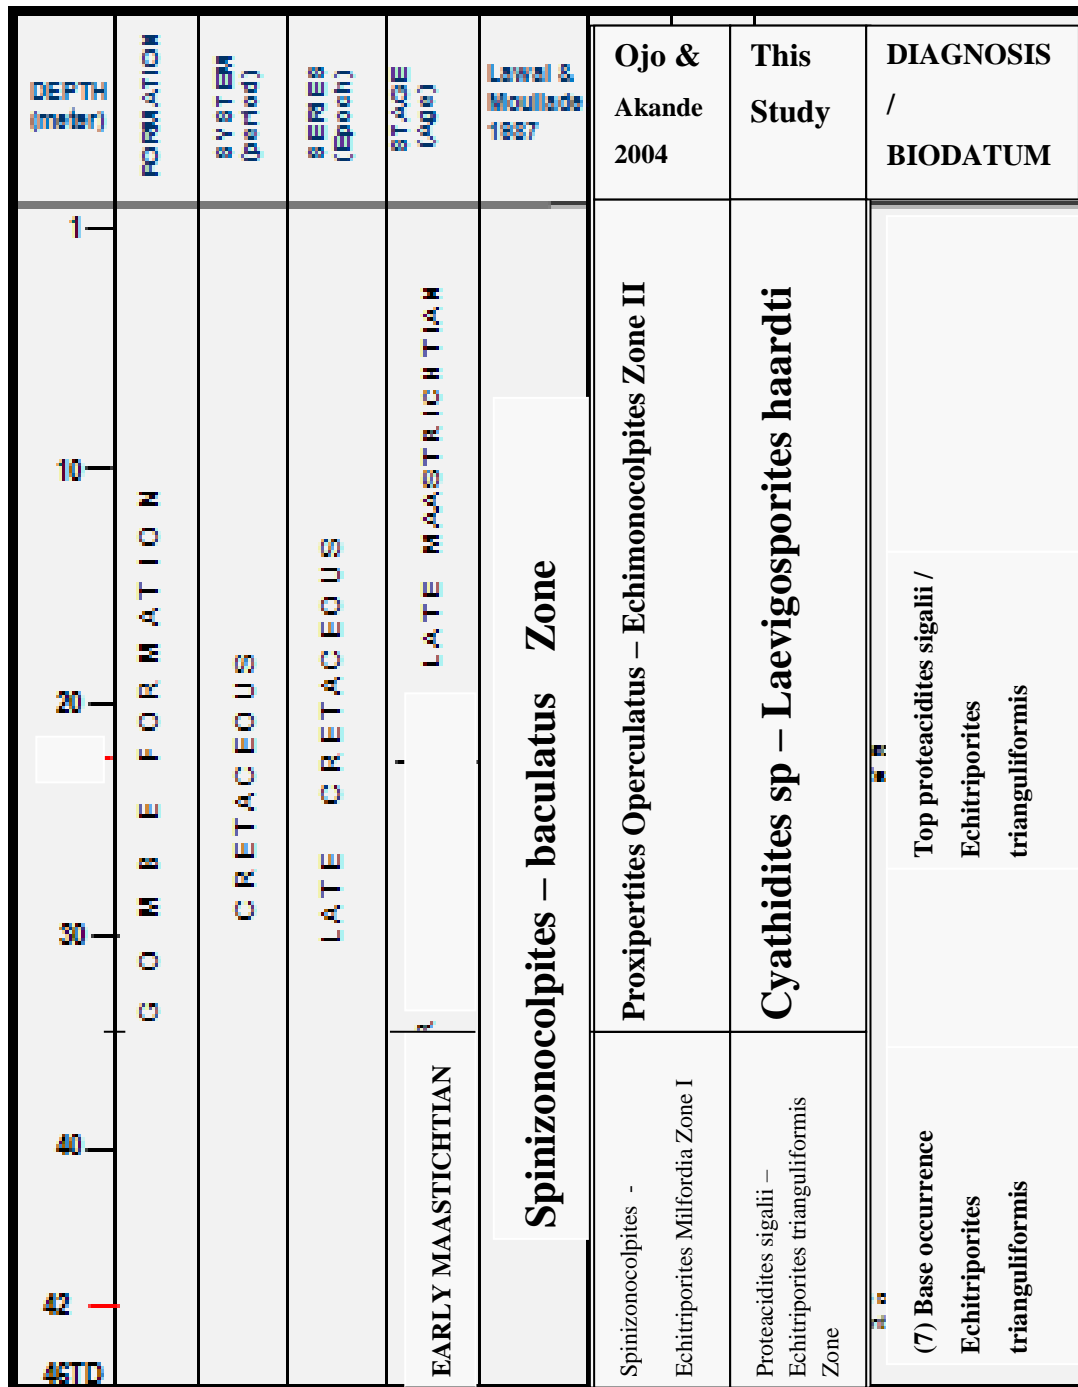 DEPTH
(meter)
FORMATION
SYSTEM
(period)
SERIES
(Epoch)
STAGE
(Age)
Lawal &
Moullade
1987
Ojo &
Akande
2004
This
Study
DIAGNOSIS
/
BIODATUM
1
10
20
30
40
42
GOMBE FORMATION
CRETACEOUS
LATE CRETACEOUS
LATE MAASTRICHTIAN
EARLY MAASTICHTIAN
Spinizonocolpites – baculatus Zone
Proxipertites Operculatus – Echimonocolpites Zone II
Spinizonocolpites -
Echitriporites Milfordia Zone I
Cyathidites sp – Laevigosporites haardti
Proteacidites sigalii –
Echitriporites trianguliformis
Zone
Top proteacidites sigalii /
Echitriporites
trianguliformis
(7) Base occurrence
Echitriporites
trianguliformis